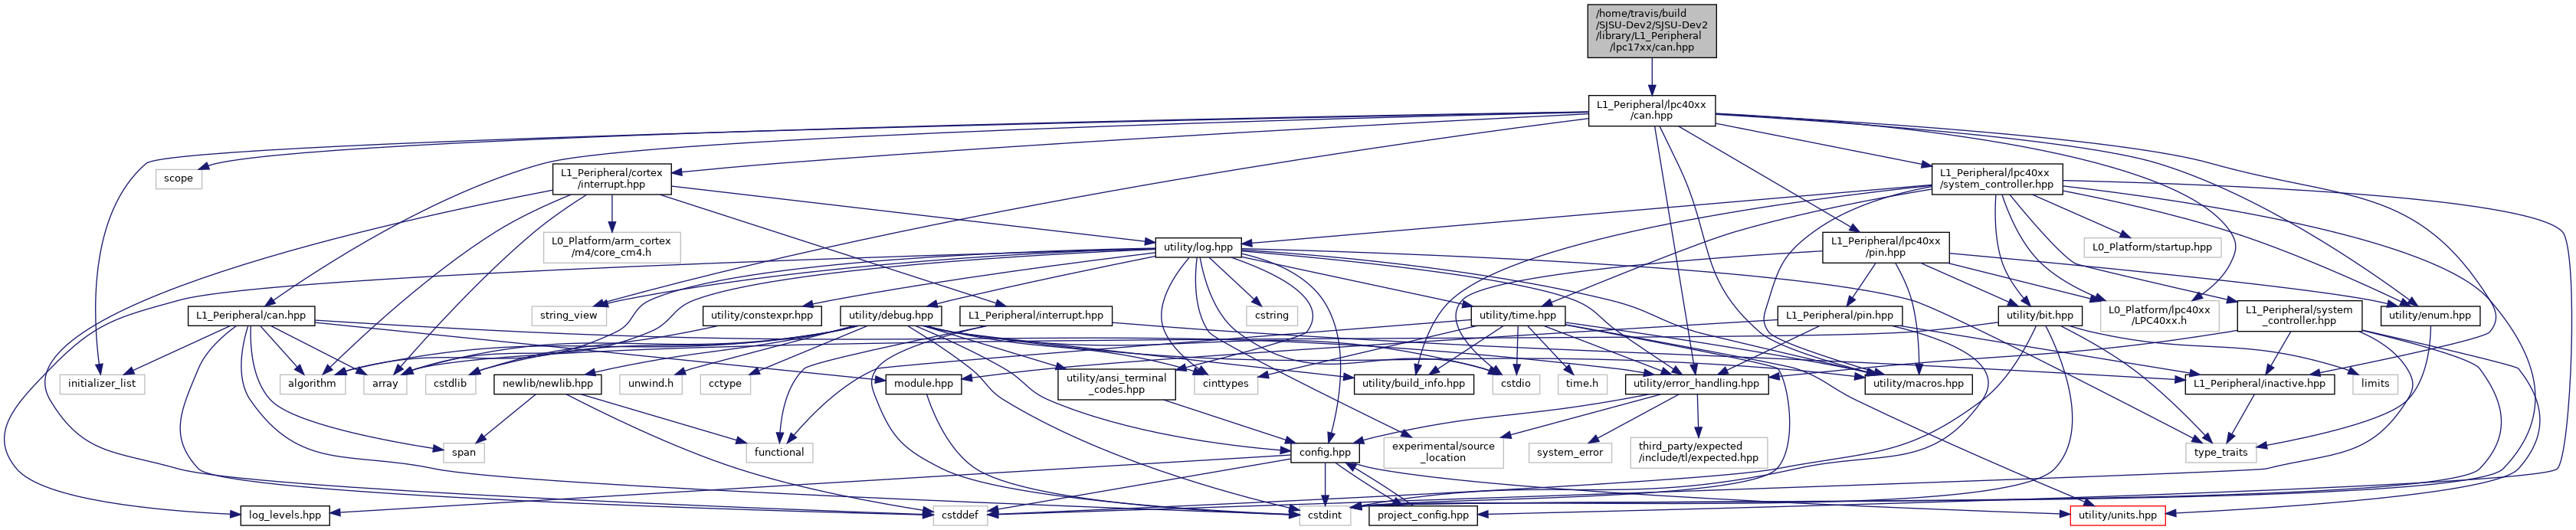 /home/travis/build
/SJSU-Dev2/SJSU-Dev2
/library/L1_Peripheral
/lpc17xx/can.hpp
L1_Peripheral/lpc40xx
/can.hpp
scope
L1_Peripheral/cortex
/interrupt.hpp
L1_Peripheral/lpc40xx
/system_controller.hpp
L0_Platform/arm_cortex
/m4/core_cm4.h
utility/log.hpp
L1_Peripheral/lpc40xx
/pin.hpp
L0_Platform/startup.hpp
L1_Peripheral/can.hpp
string_view
utility/constexpr.hpp
utility/debug.hpp
L1_Peripheral/interrupt.hpp
cstring
utility/time.hpp
L1_Peripheral/pin.hpp
utility/bit.hpp
L0_Platform/lpc40xx
/LPC40xx.h
L1_Peripheral/system
_controller.hpp
utility/enum.hpp
initializer_list
algorithm
array
cstdlib
newlib/newlib.hpp
unwind.h
cctype
module.hpp
utility/ansi_terminal
_codes.hpp
cinttypes
utility/build_info.hpp
cstdio
time.h
utility/error_handling.hpp
utility/macros.hpp
L1_Peripheral/inactive.hpp
limits
span
functional
config.hpp
experimental/source
_location
system_error
third_party/expected
/include/tl/expected.hpp
type_traits
log_levels.hpp
cstddef
cstdint
project_config.hpp
utility/units.hpp